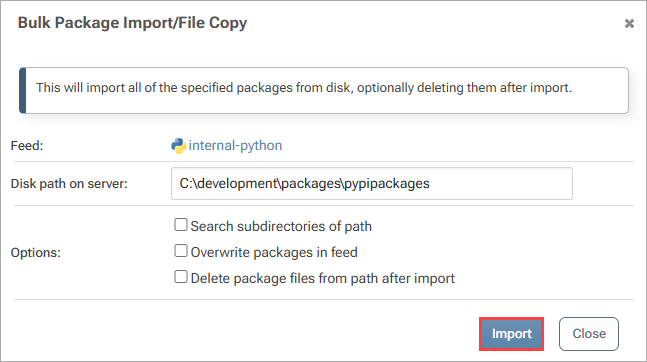 Bulk Package Import/File Copy
This will import all of the specified packages from disk, optionally deleting them after import.
Feed: internal-python
Disk path on server: C:\development\packages\pypipackages
Search subdirectories of path
Options: Overwrite packages in feed
Delete package files from path after import
Import Close